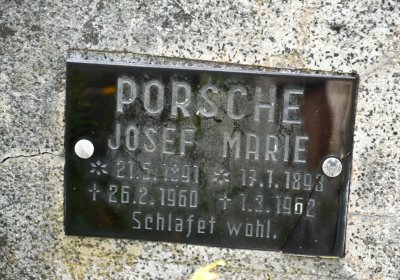 PORSCHE
JOSEF MARIE
* 21.5.1891 * 17.1.1893
+ 26.2.1960 + 1.3.1962
Schlafet wohl.